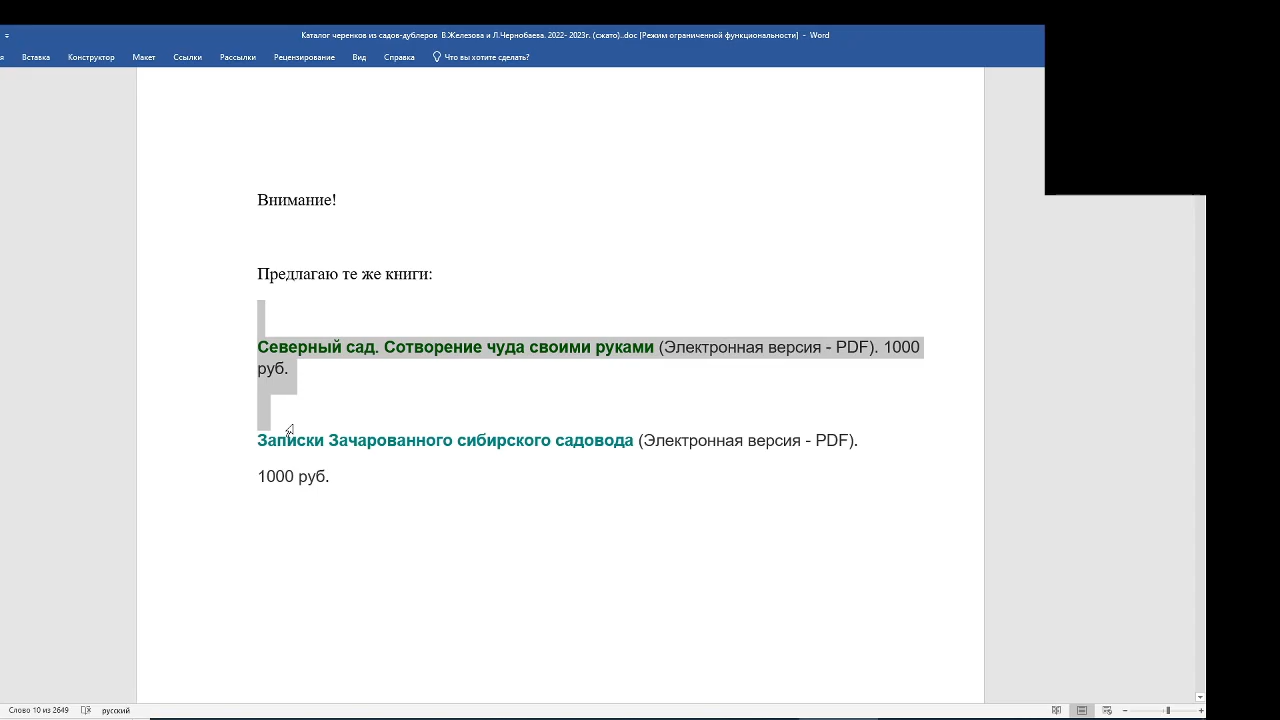 Каталог черенков из садов-дублеров В.Железова и Л.Чернобаева. 2022- 2023г. (сжато)..doc [Режим ограниченной функциональности] - Word
я Вставка Конструктор Макет Ссылки Рассылки Рецензирование Вид Справка Что вы хотите сделать?
Внимание!
Предлагаю те же книги:
Северный сад. Сотворение чуда своими руками (Электронная версия - PDF). 1000
руб.
Записки Зачарованного сибирского садовода (Электронная версия - PDF).
1000 руб.
Слово 10 из 2649 русский